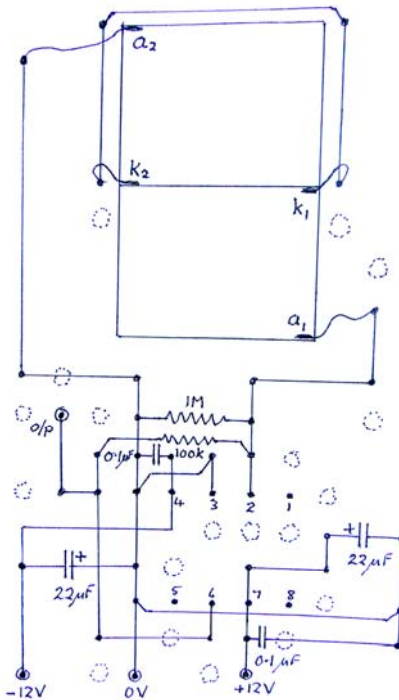 a2
k2
k1
a1
1M
O/P
0.1µF
100k
4 3 2 1
+
22µF
+
22µF
5 6 7 8
0.1µF
-12V 0V +12V